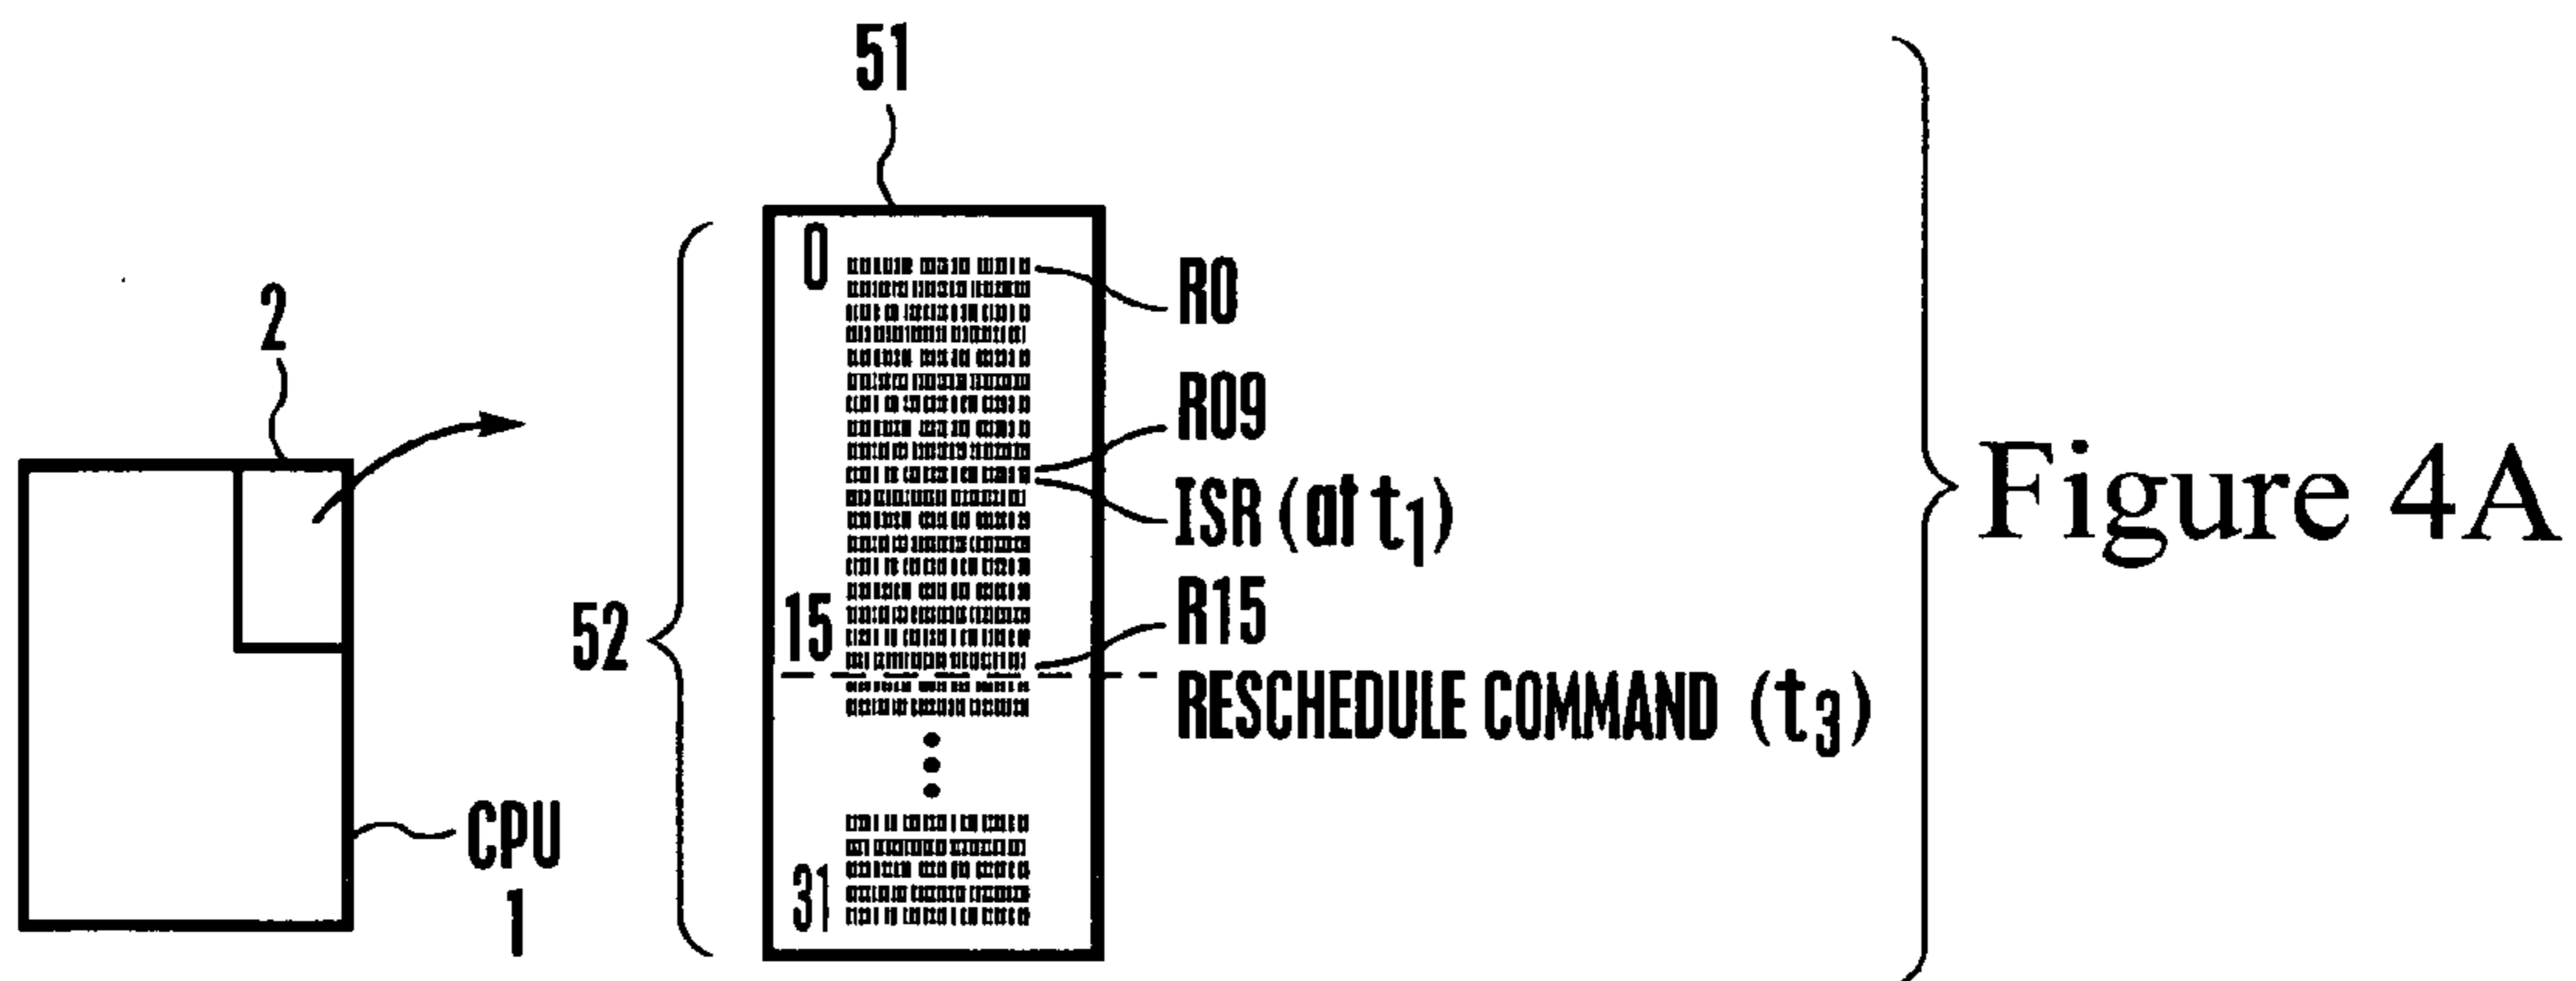 51
0
R0
2
R09
ISR (at t1)
Figure 4A
52
15
R15
RESCHEDULE COMMAND (t3)
CPU
1
31